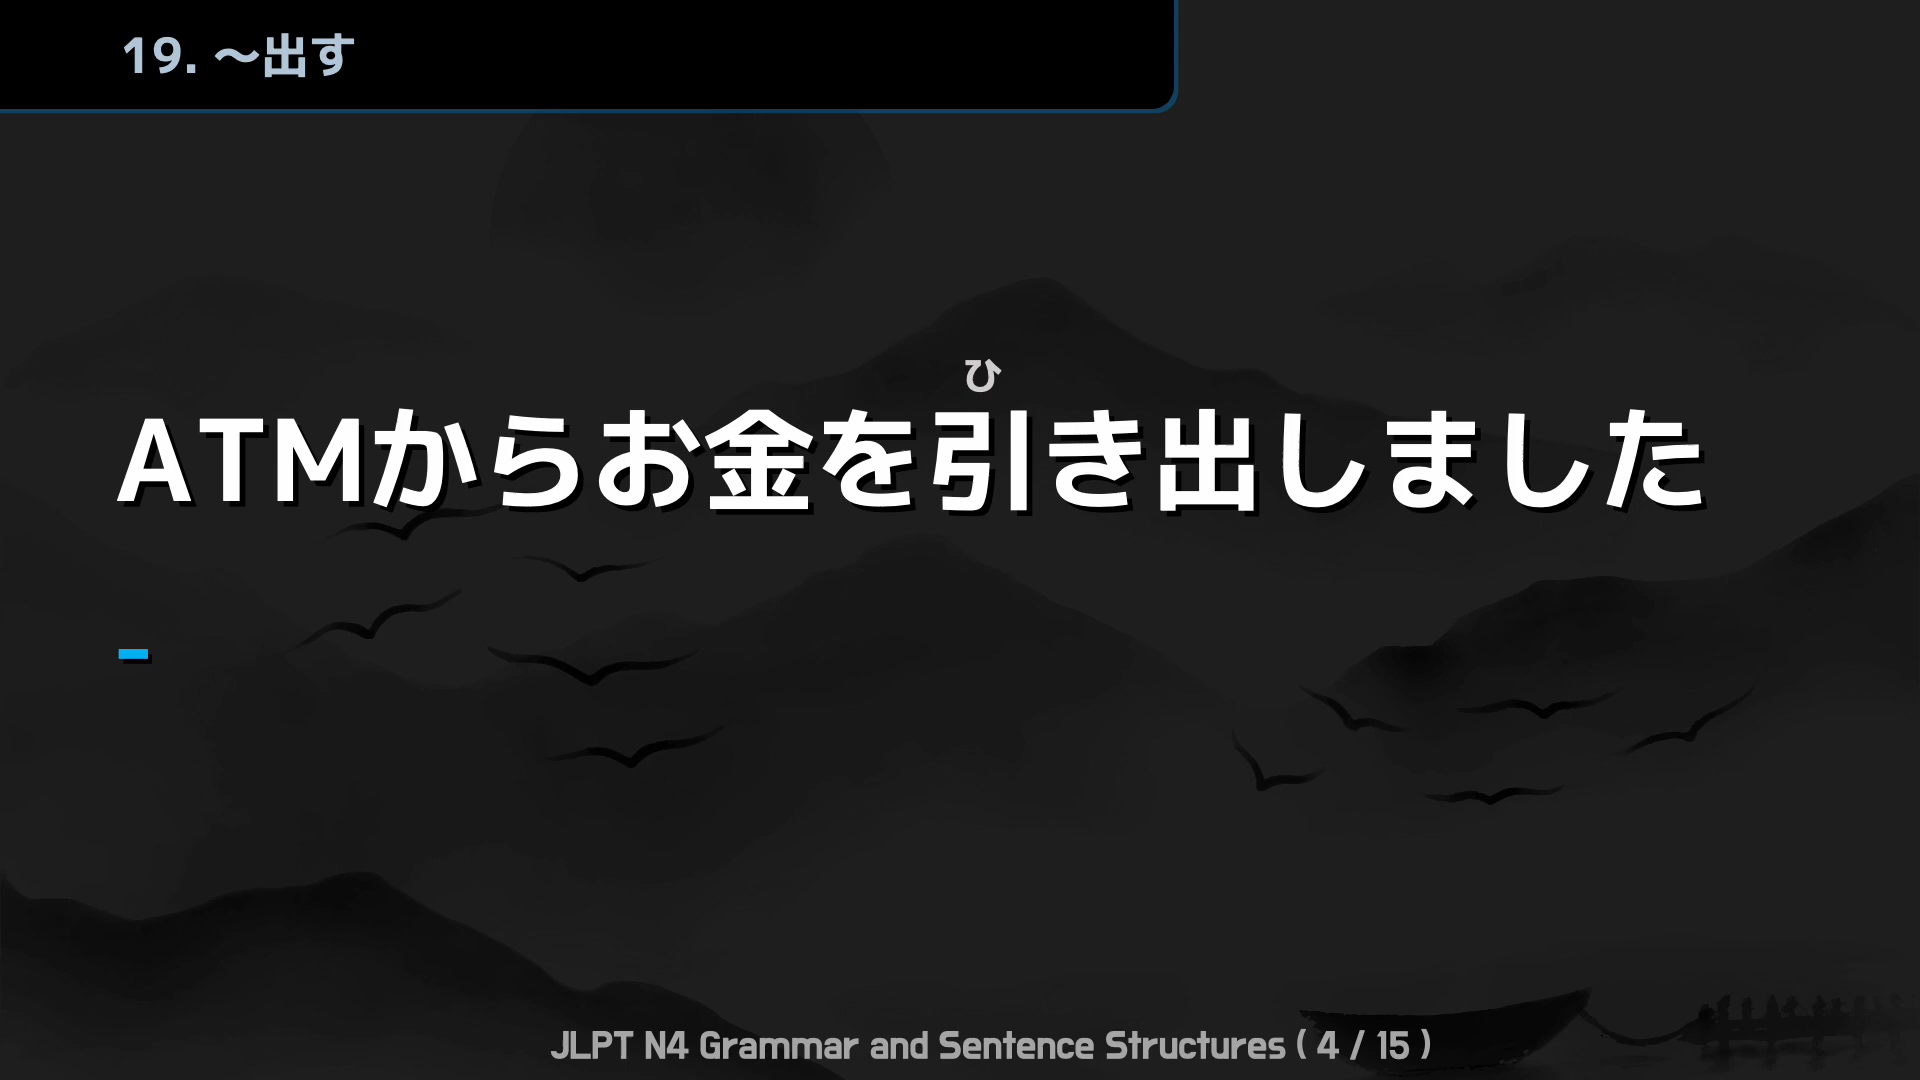 19. ～出す
ひ
ATMからお金を引き出しました
JLPT N4 Grammar and Sentence Structures ( 4 / 15 )